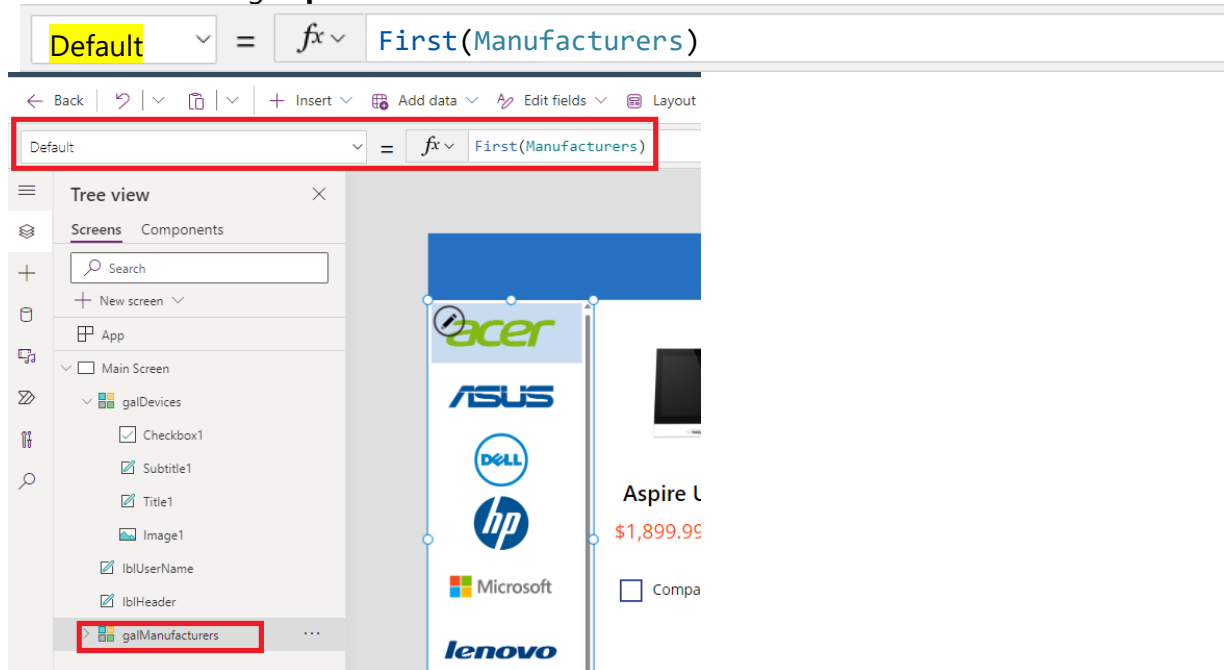 Default = fx First(Manufacturers)
Back Insert Add data Edit fields Layout
Default = fx First(Manufacturers)
Tree view
Screens Components
Search
New screen
App
Main Screen
galDevices
Checkbox1
Subtitle1
Title1
Image1
lblUserName
lblHeader
galManufacturers
acer
ASUS
DELL
hp
Microsoft
lenovo
Aspire U
$1,899.99
Compa